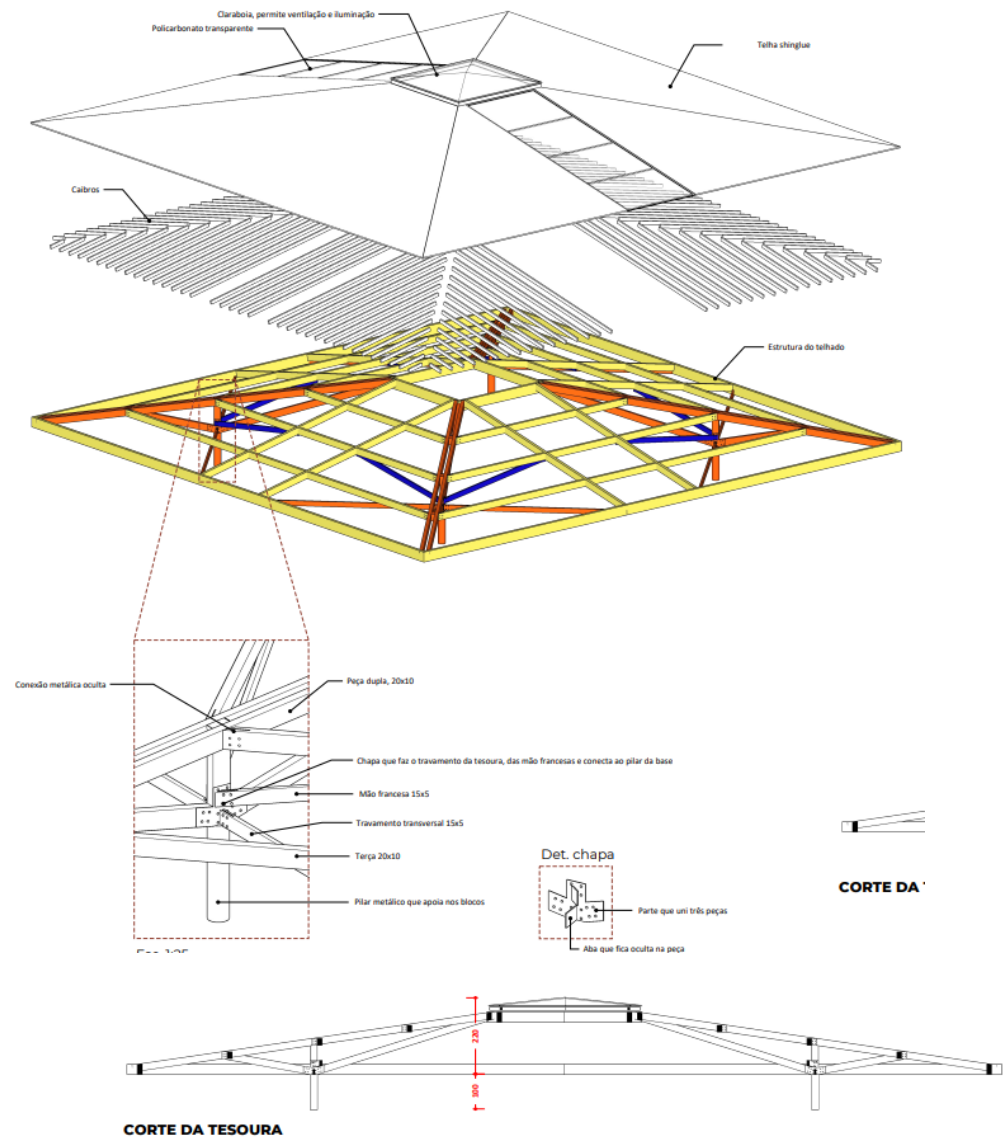 Claraboia, permite ventilação e iluminação
Policarbonato transparente
Telha shinglue
Caibros
Estrutura do telhado
Conexão metálica oculta
Peça dupla, 20x10
Chapa que faz o travamento da tesoura, das mão francesas e conecta ao pilar da base
Mão francesa 15x5
Travamento transversal 15x5
Terça 20x10
Pilar metálico que apoia nos blocos
Det. chapa
Parte que uni três peças
Aba que fica oculta na peça
CORTE DA
220
100
CORTE DA TESOURA